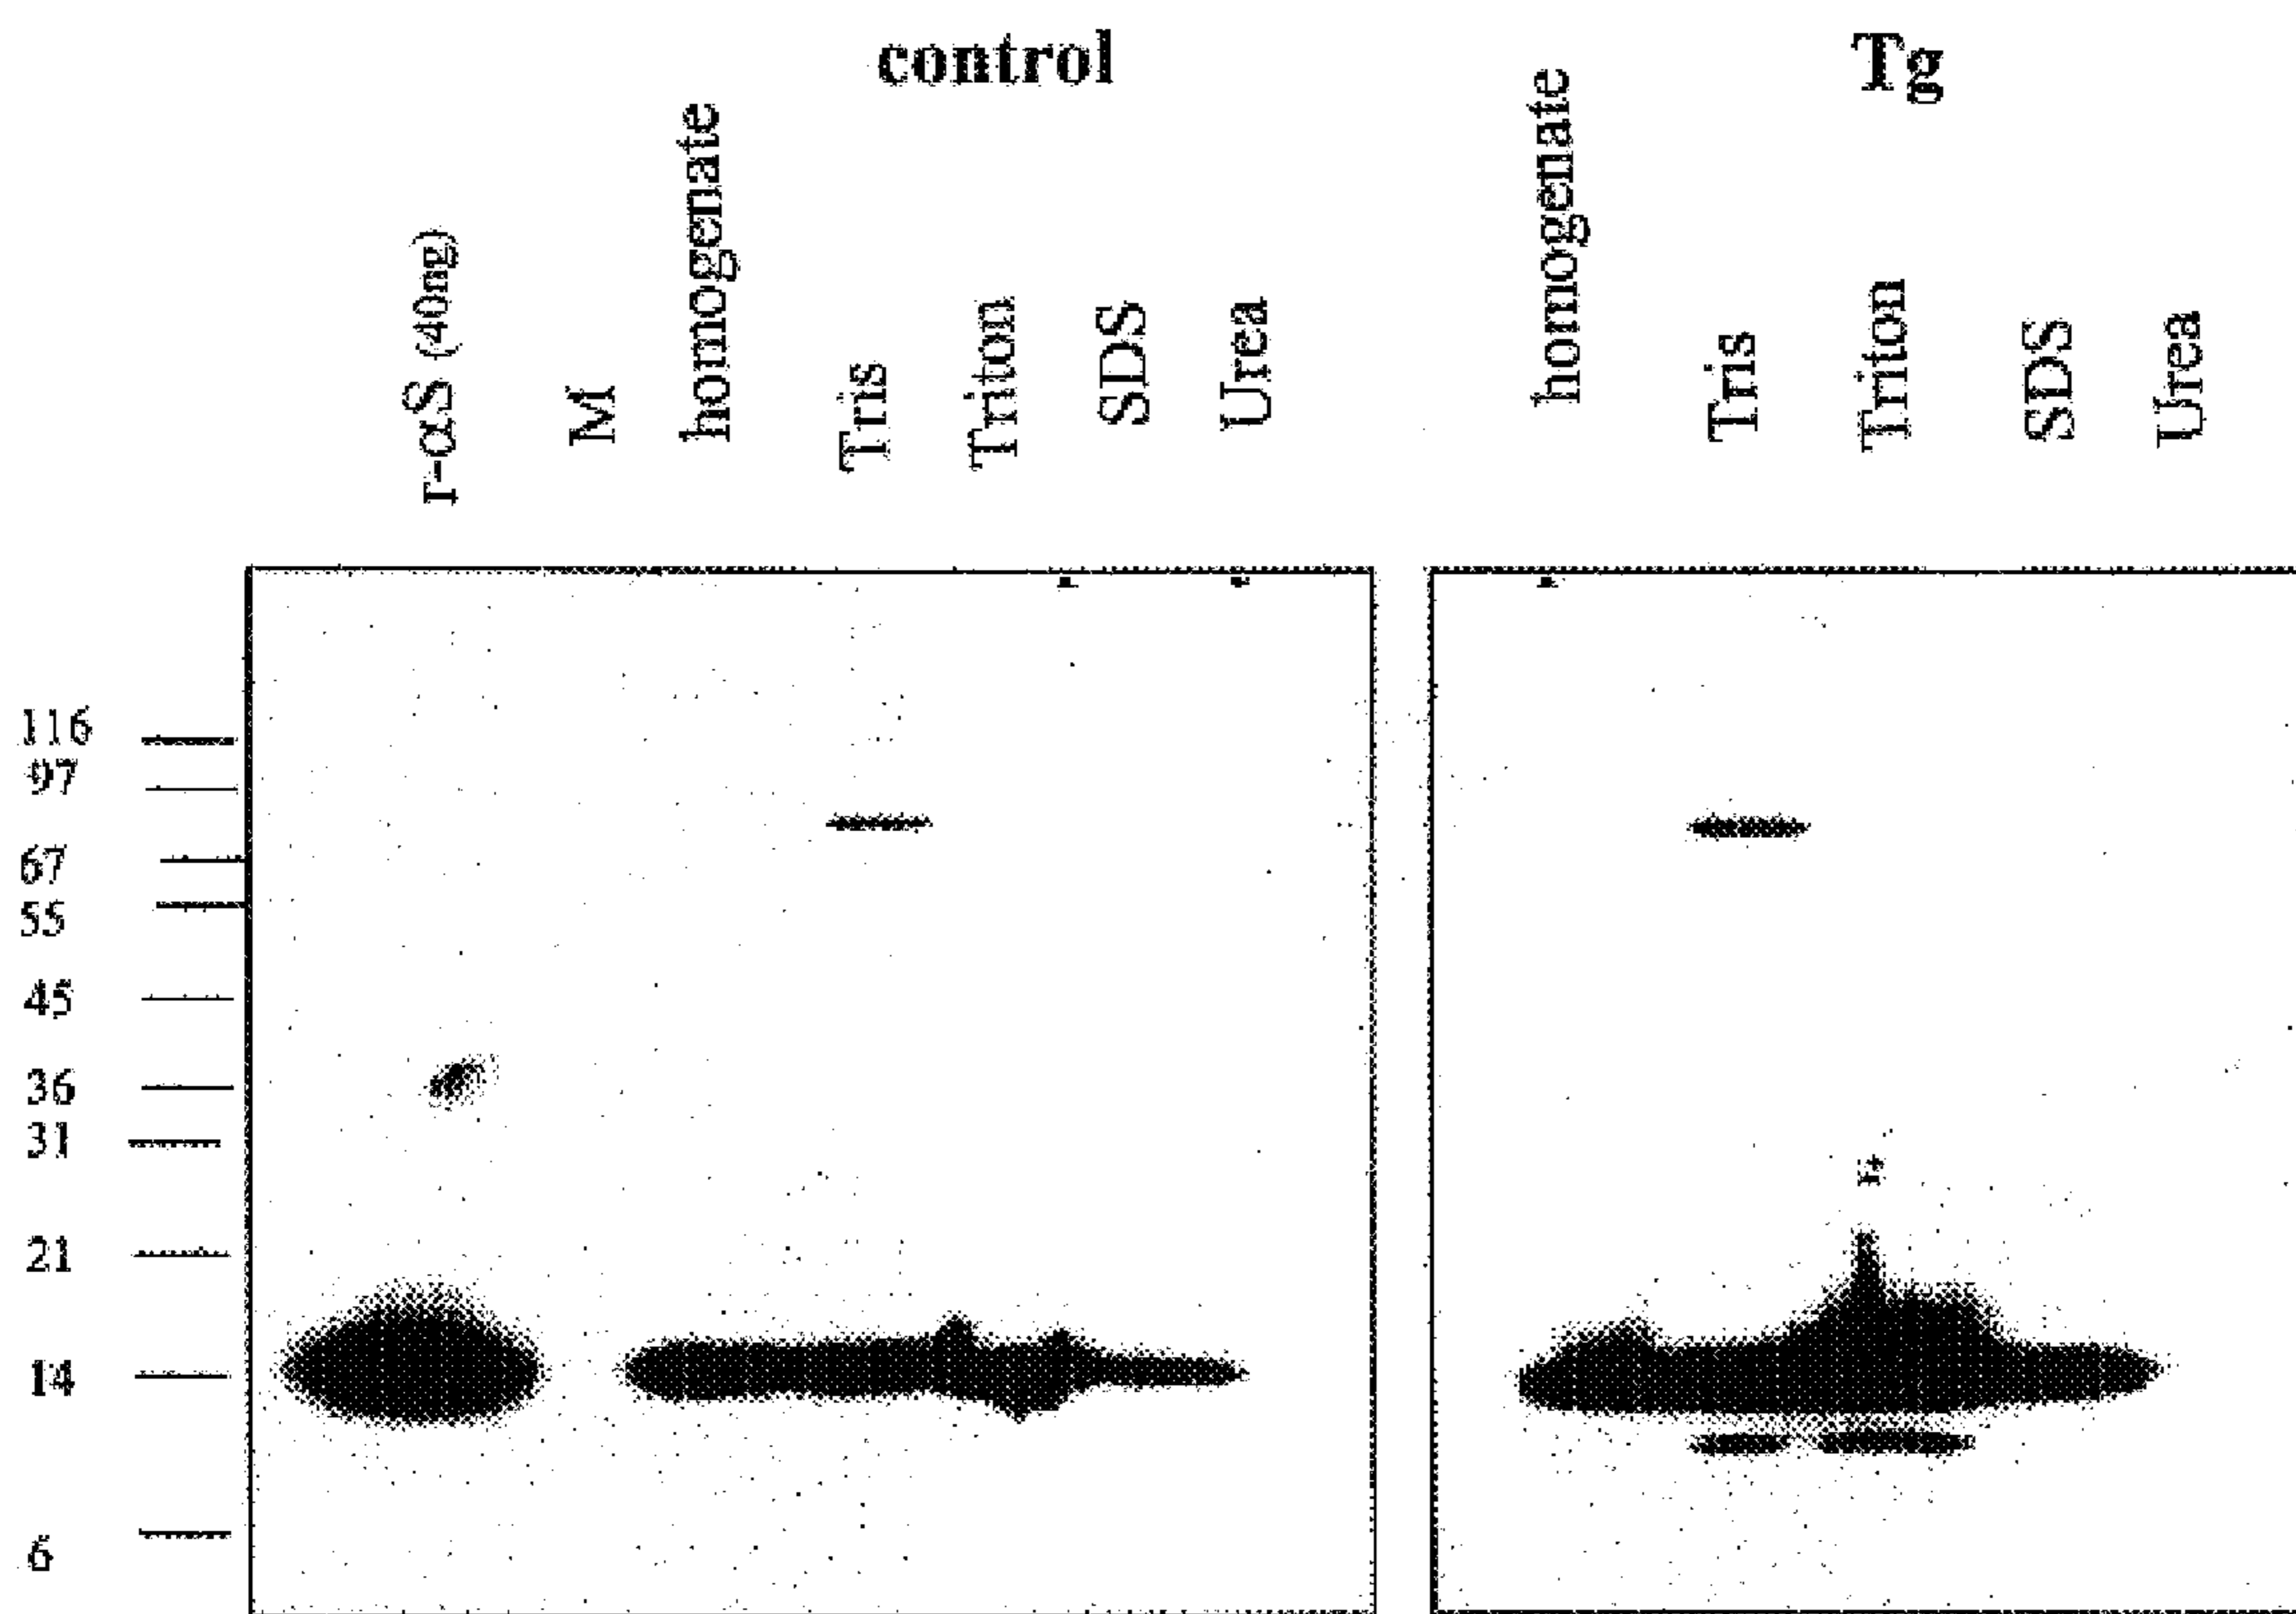 control
Tg
r-αS (40ng)
M
homogenate
Tris
Triton
SDS
Urea
homogenate
Tris
Triton
SDS
Urea
116
97
67
55
45
36
31
21
14
6